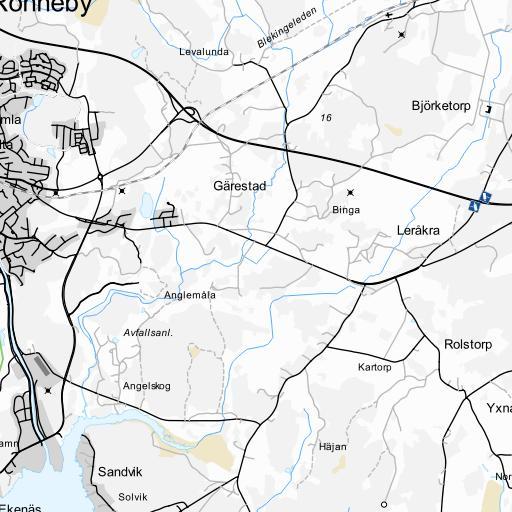 Ronneby
Blekingeleden
Levalunda
Björketorp
16
Gärestad
Binga
Leråkra
Anglemåla
Avfallsanl.
Rolstorp
Kartorp
Angelskog
Yxna
Häjan
Sandvik
Solvik
Ekenäs